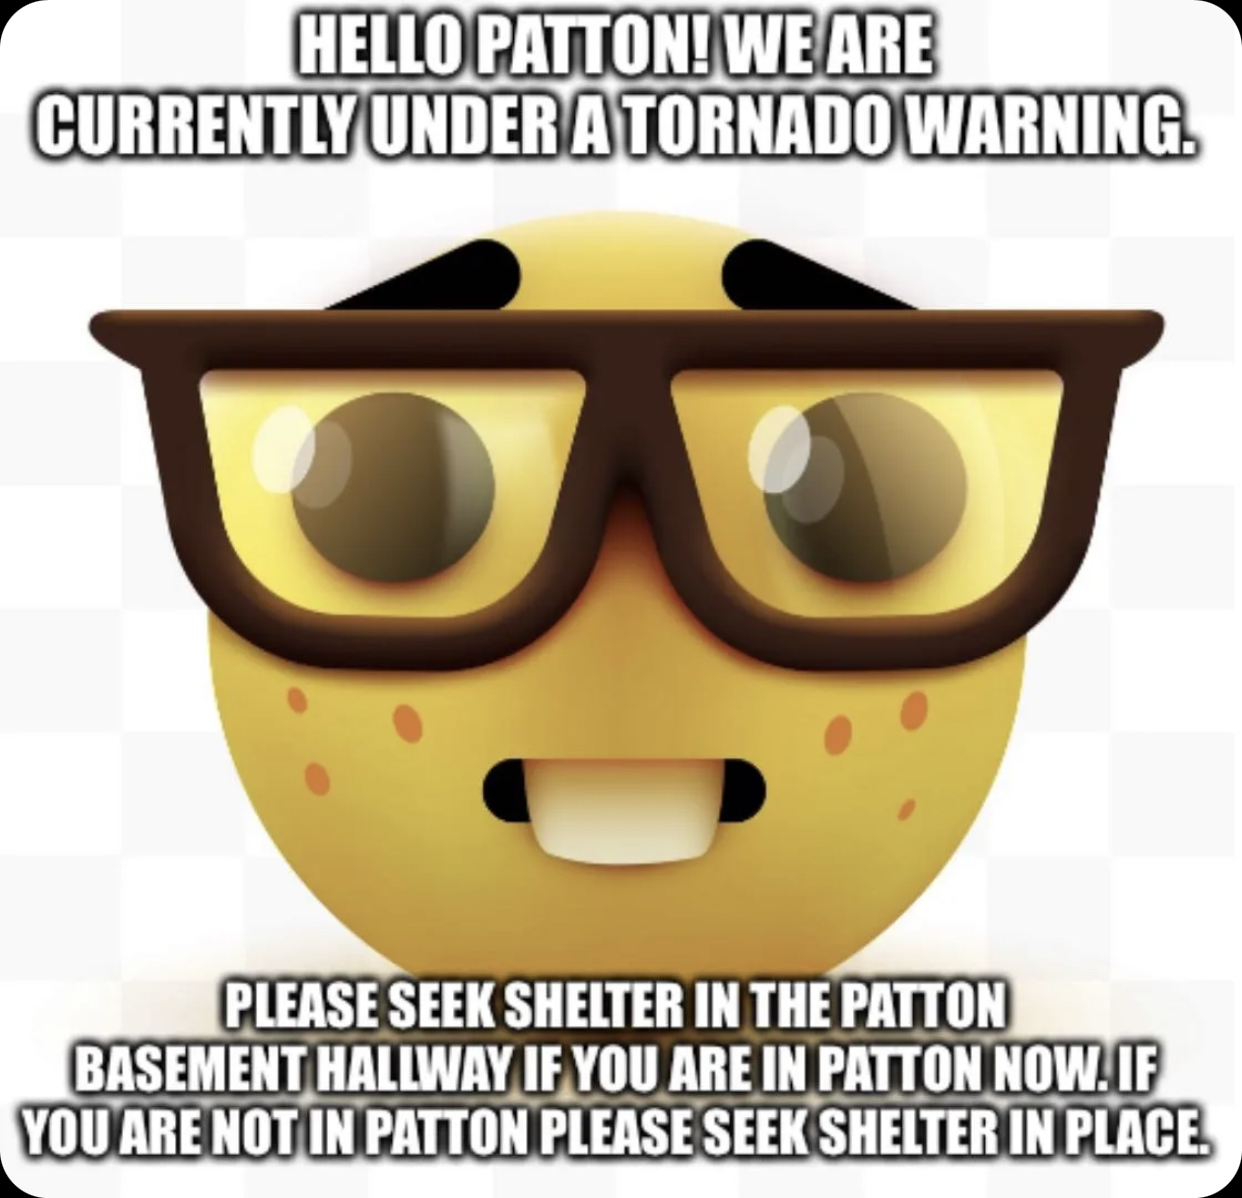 HELLO PATTON! WE ARE
CURRENTLY UNDER A TORNADO WARNING.
PLEASE SEEK SHELTER IN THE PATTON
BASEMENT HALLWAY IF YOU ARE IN PATTON NOW. IF
YOU ARE NOT IN PATTON PLEASE SEEK SHELTER IN PLACE.